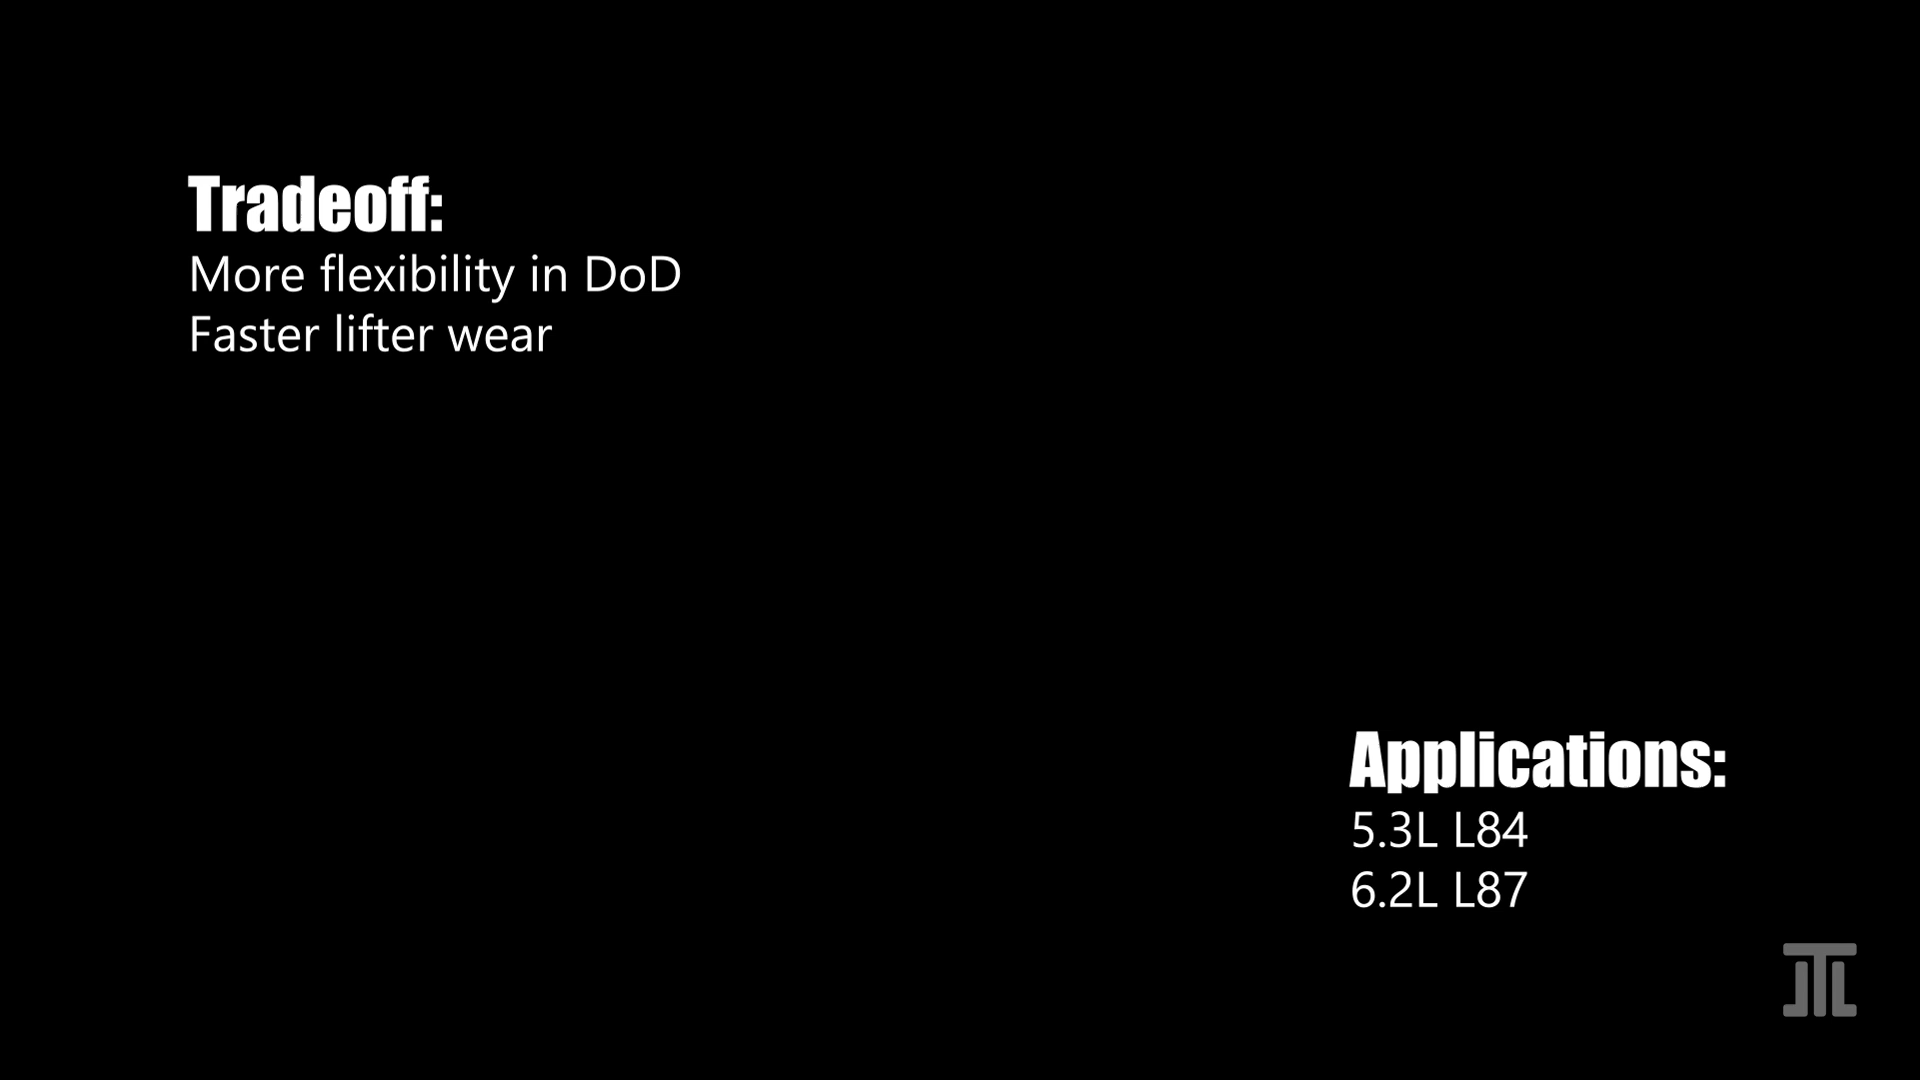 Tradeoff:
More flexibility in DoD
Faster lifter wear
Applications:
5.3L L84
6.2L L87